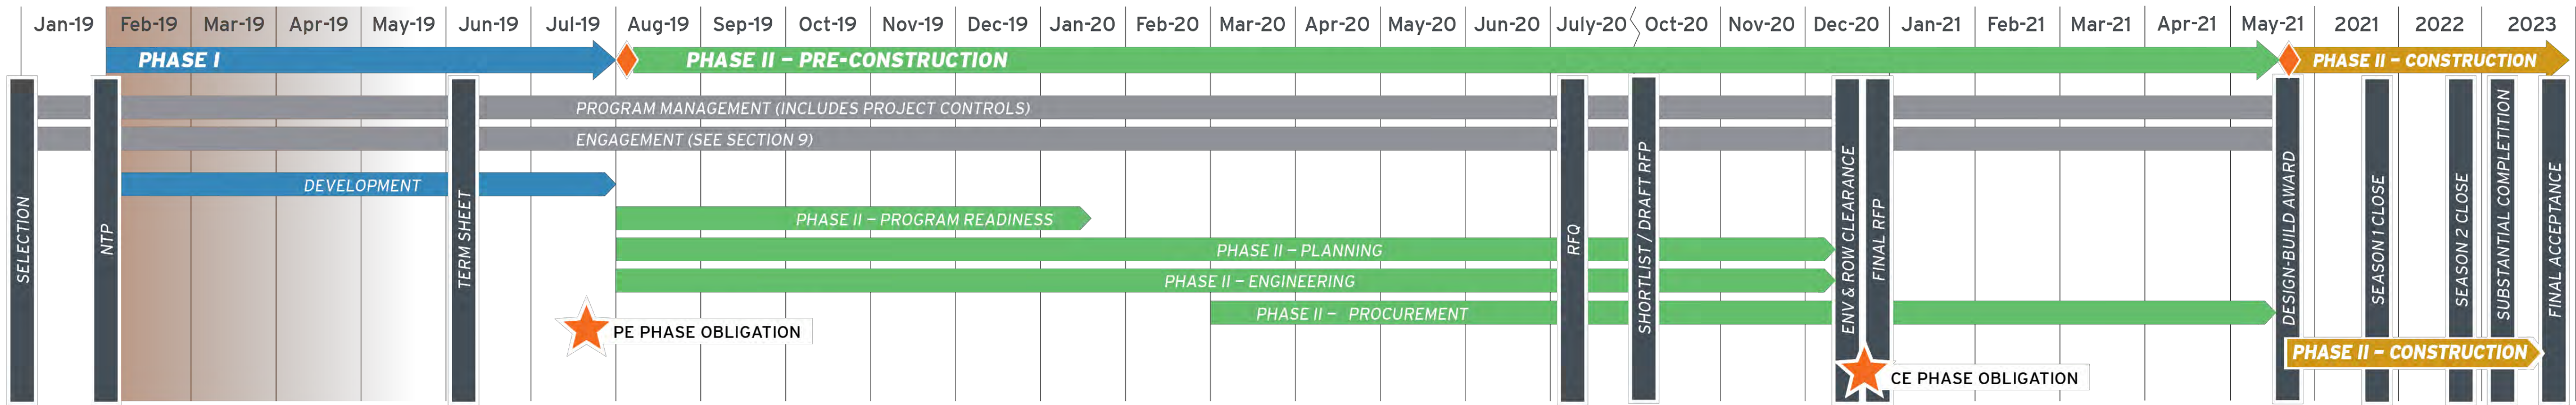 Jan-19 Feb-19 Mar-19 Apr-19 May-19 Jun-19 Jul-19 Aug-19 Sep-19 Oct-19 Nov-19 Dec-19 Jan-20 Feb-20 Mar-20 Apr-20 May-20 Jun-20 July-20 Oct-20 Nov-20 Dec-20 Jan-21 Feb-21 Mar-21 Apr-21 May-21 2021 2022 2023
PHASE I
PHASE II – PRE-CONSTRUCTION
PHASE II – CONSTRUCTION
PROGRAM MANAGEMENT (INCLUDES PROJECT CONTROLS)
ENGAGEMENT (SEE SECTION 9)
DEVELOPMENT
PHASE II – PROGRAM READINESS
PHASE II – PLANNING
PHASE II – ENGINEERING
PHASE II – PROCUREMENT
PE PHASE OBLIGATION
PHASE II – CONSTRUCTION
CE PHASE OBLIGATION
SELECTION
NTP
TERM SHEET
RFQ
SHORTLIST / DRAFT RFP
ENV & ROW CLEARANCE
FINAL RFP
DESIGN-BUILD AWARD
SEASON 1 CLOSE
SEASON 2 CLOSE
SUBSTANTIAL COMPLETITION
FINAL ACCEPTANCE